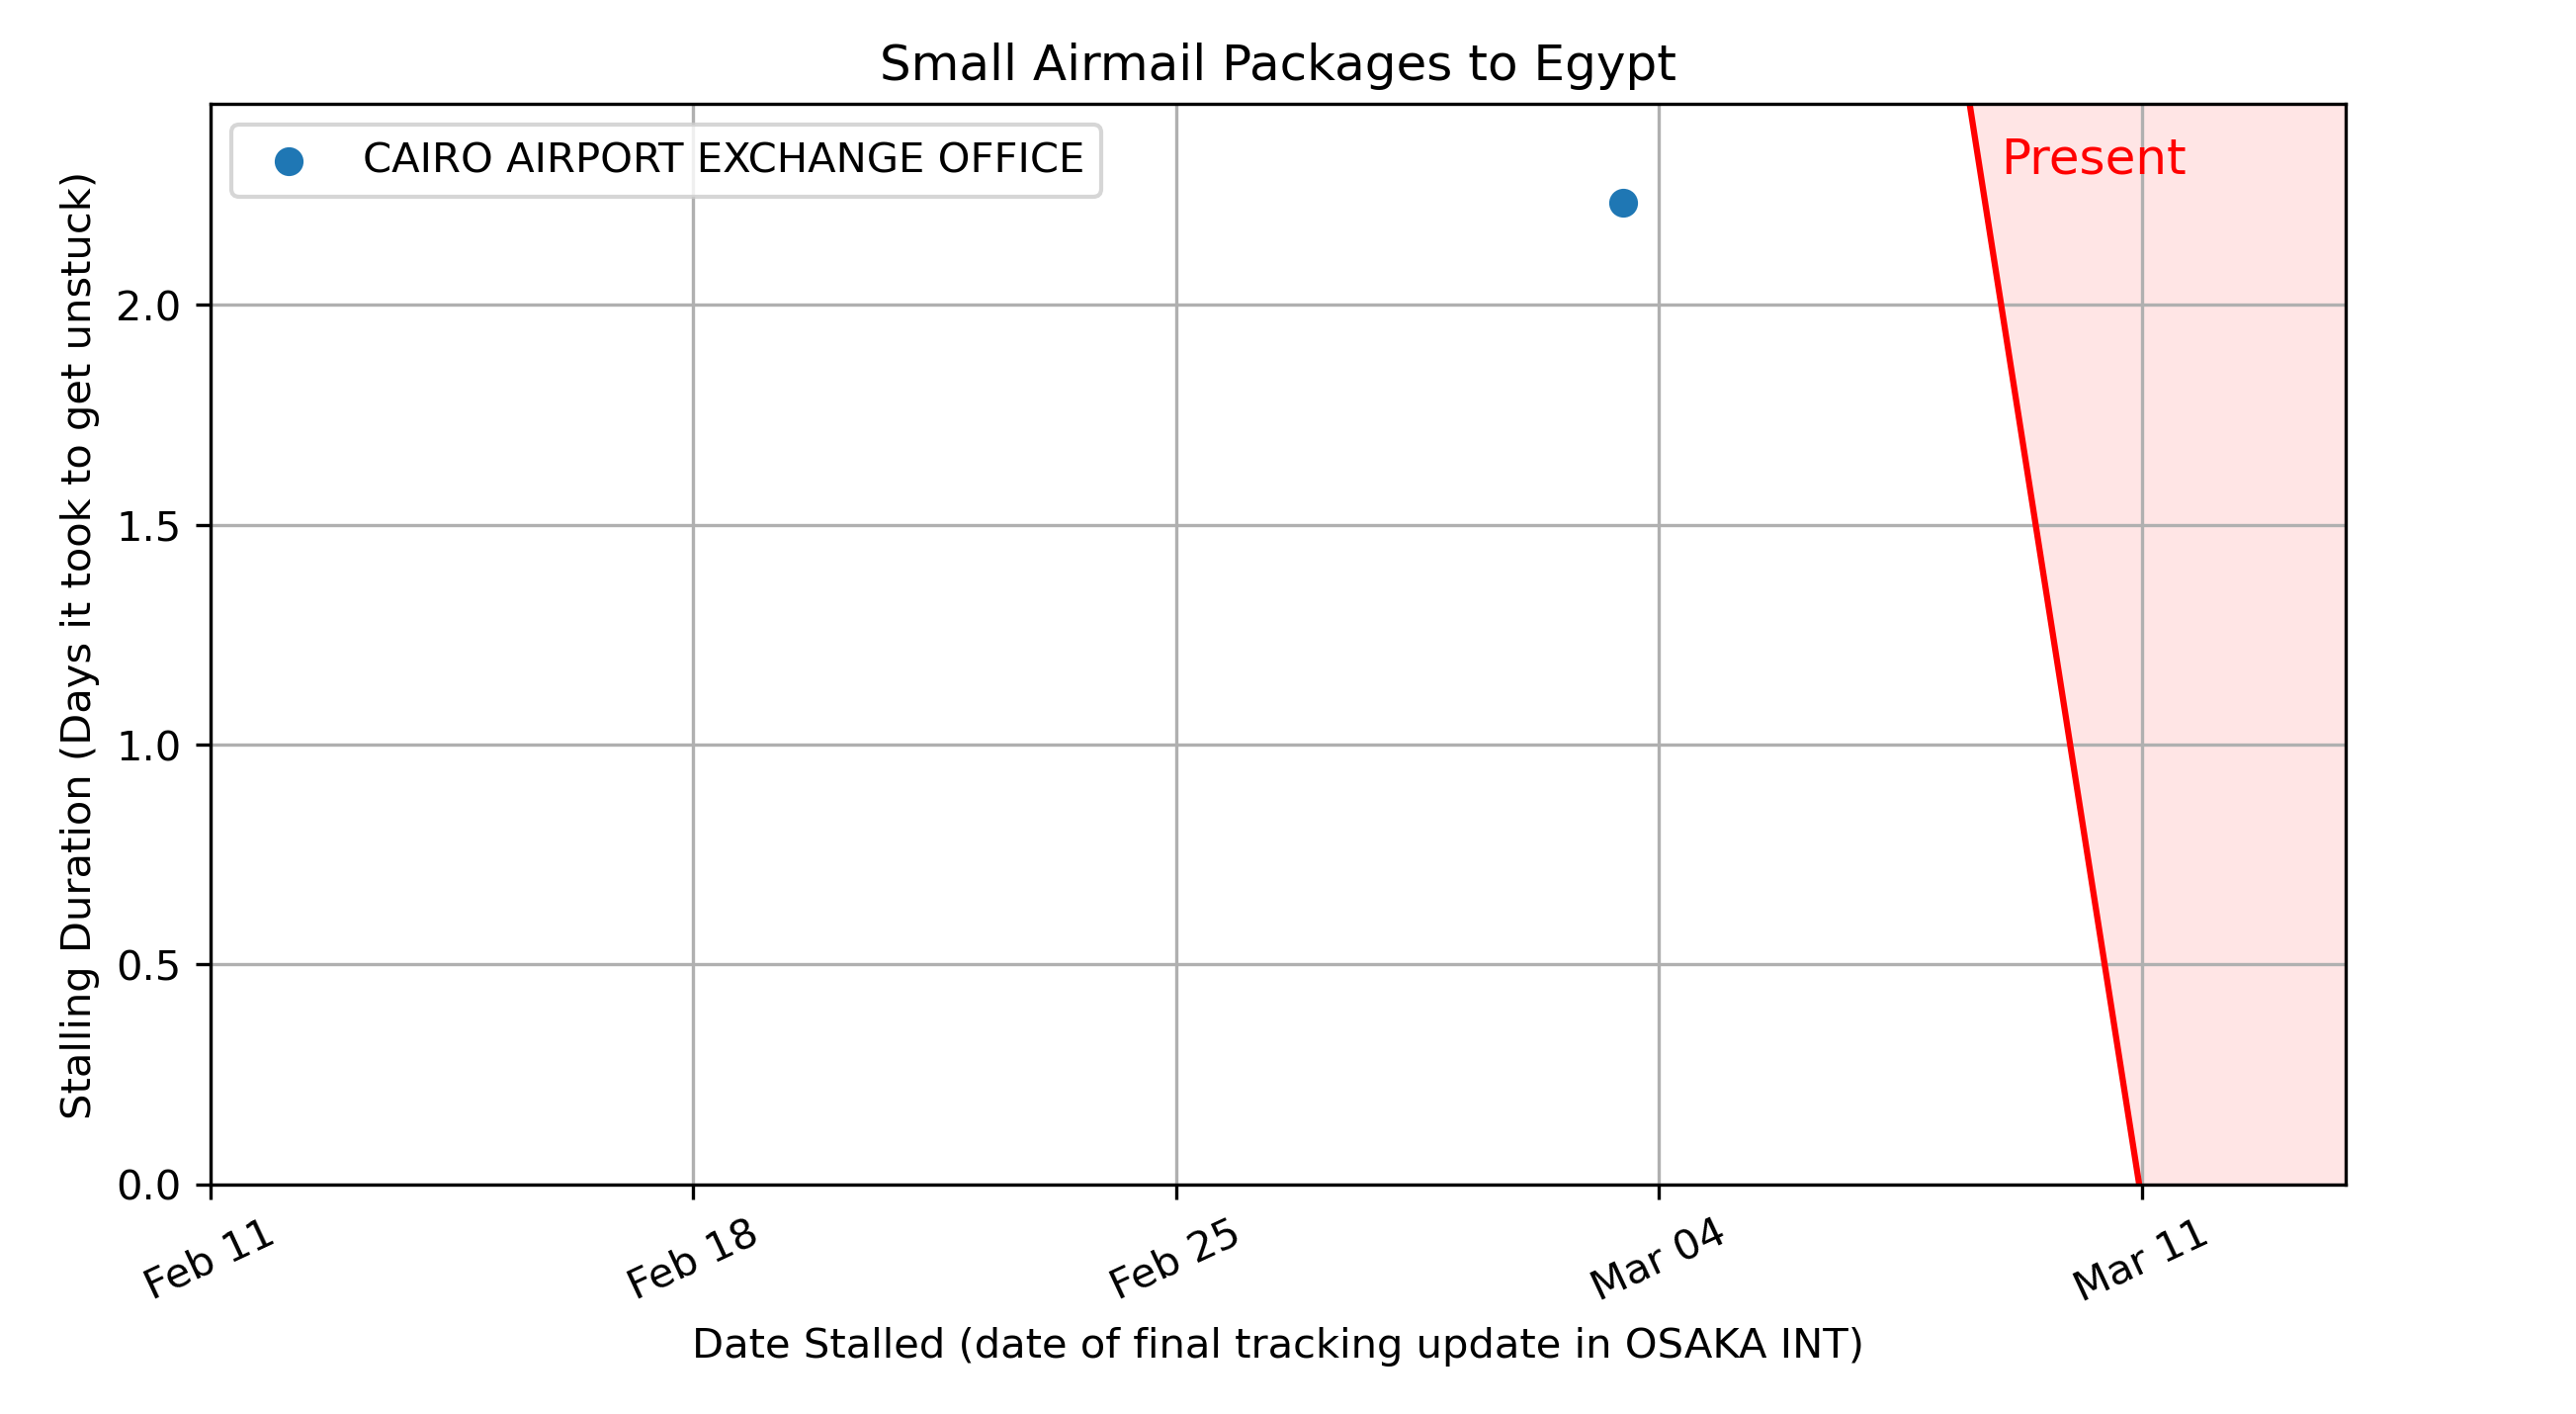 Small Airmail Packages to Egypt
CAIRO AIRPORT EXCHANGE OFFICE
Present
Stalling Duration (Days it took to get unstuck)
2.0
1.5
1.0
0.5
0.0
Feb 11
Feb 18
Feb 25
Mar 04
Mar 11
Date Stalled (date of final tracking update in OSAKA INT)